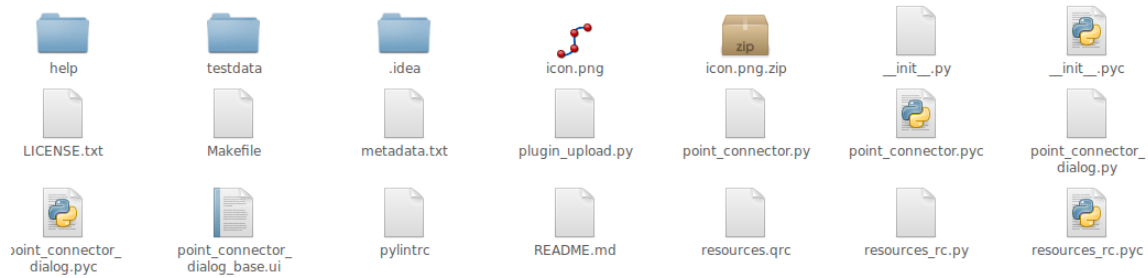 help testdata .idea icon.png icon.png.zip __init__.py __init__.pyc
zip
LICENSE.txt Makefile metadata.txt plugin_upload.py point_connector.py point_connector.pyc point_connector_
dialog.py
point_connector_ point_connector_ pylintrc README.md resources.qrc resources_rc.py resources_rc.pyc
dialog.pyc dialog_base.ui